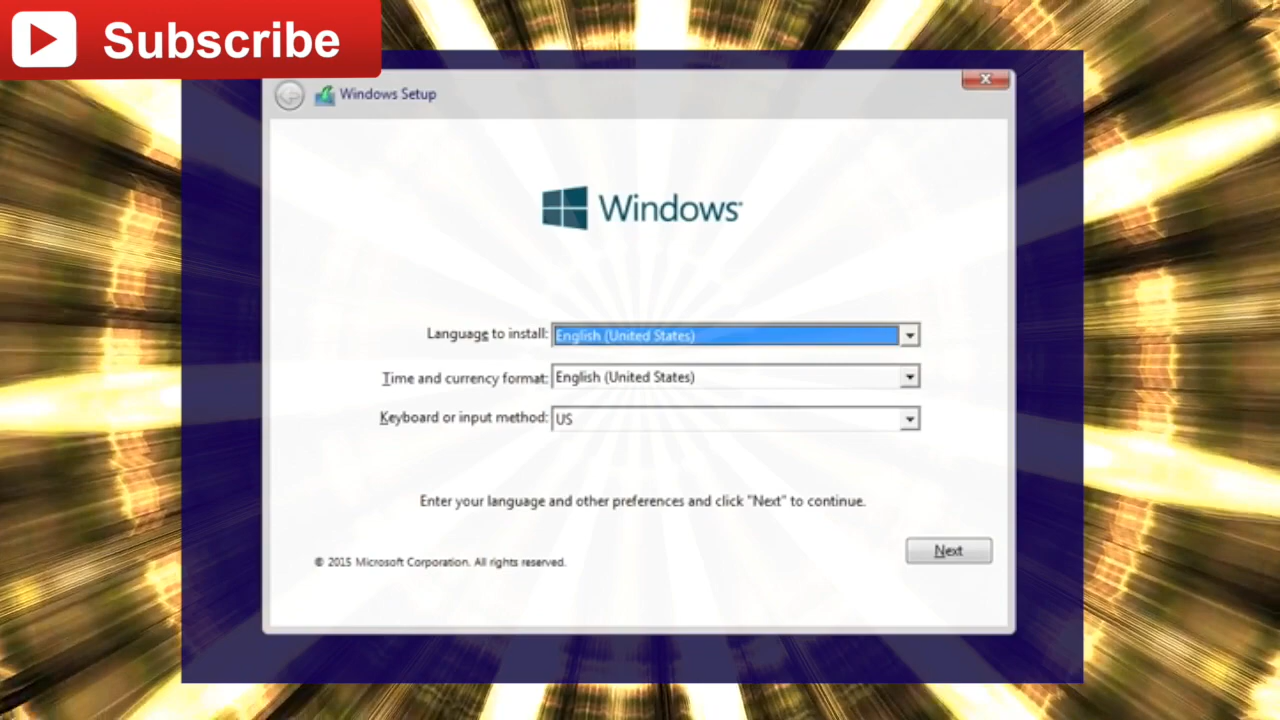 Subscribe
Windows Setup
Windows
Language to install: English (United States)
Time and currency format: English (United States)
Keyboard or input method: US
Enter your language and other preferences and click "Next" to continue.
Next
© 2015 Microsoft Corporation. All rights reserved.